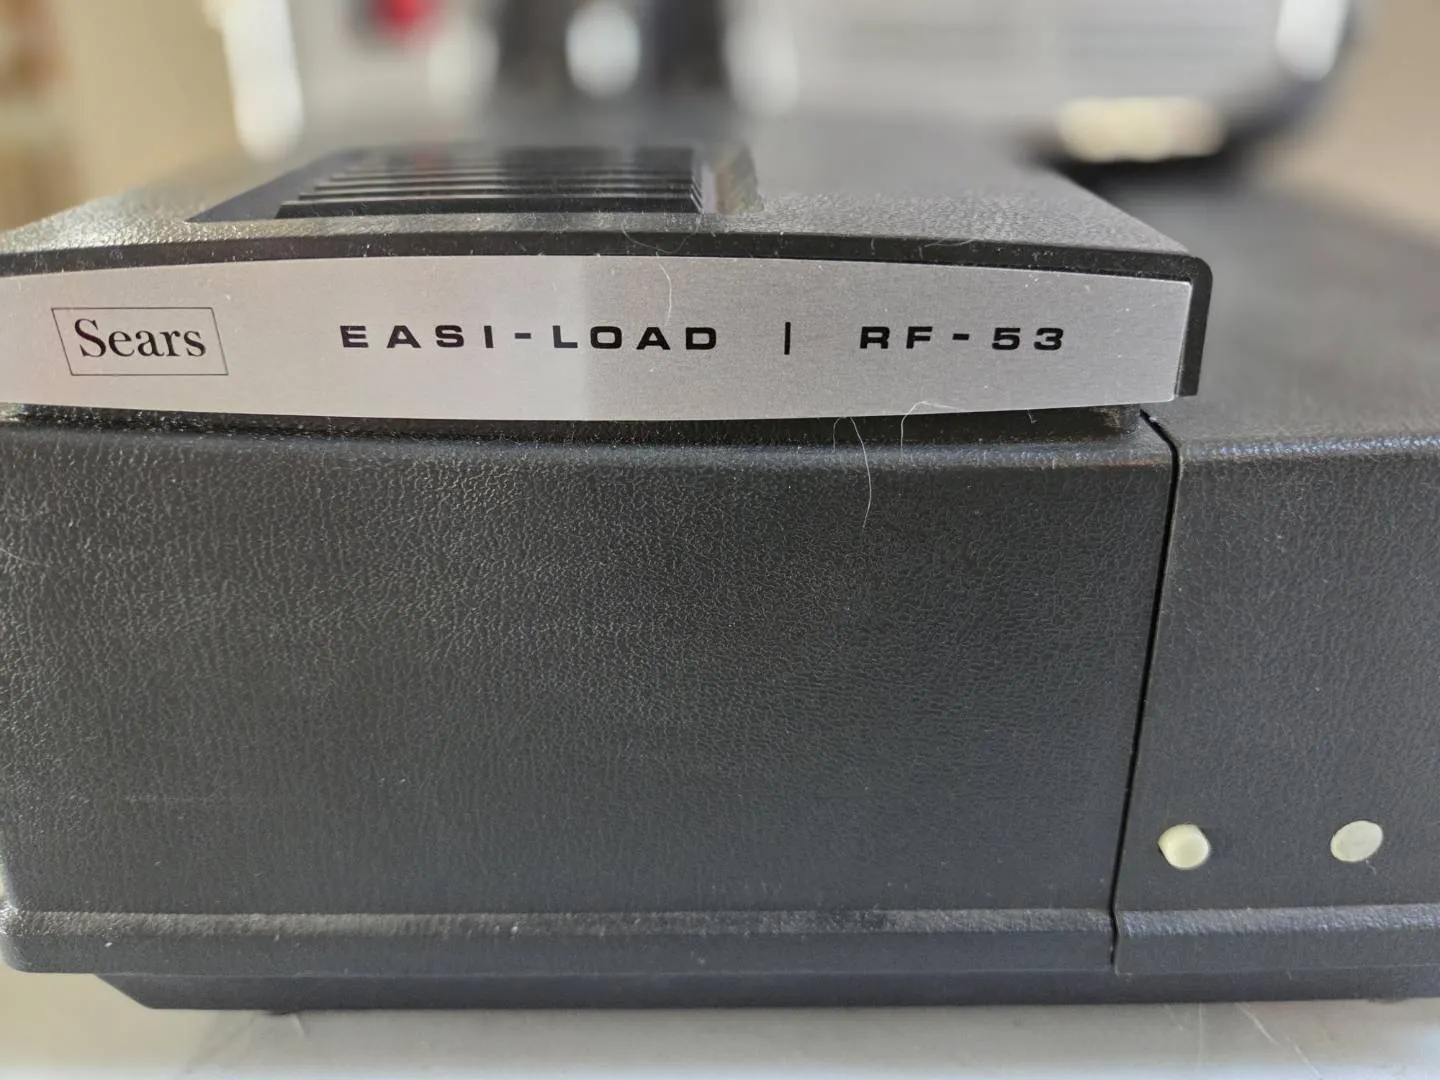 Sears EASI-LOAD | RF-53